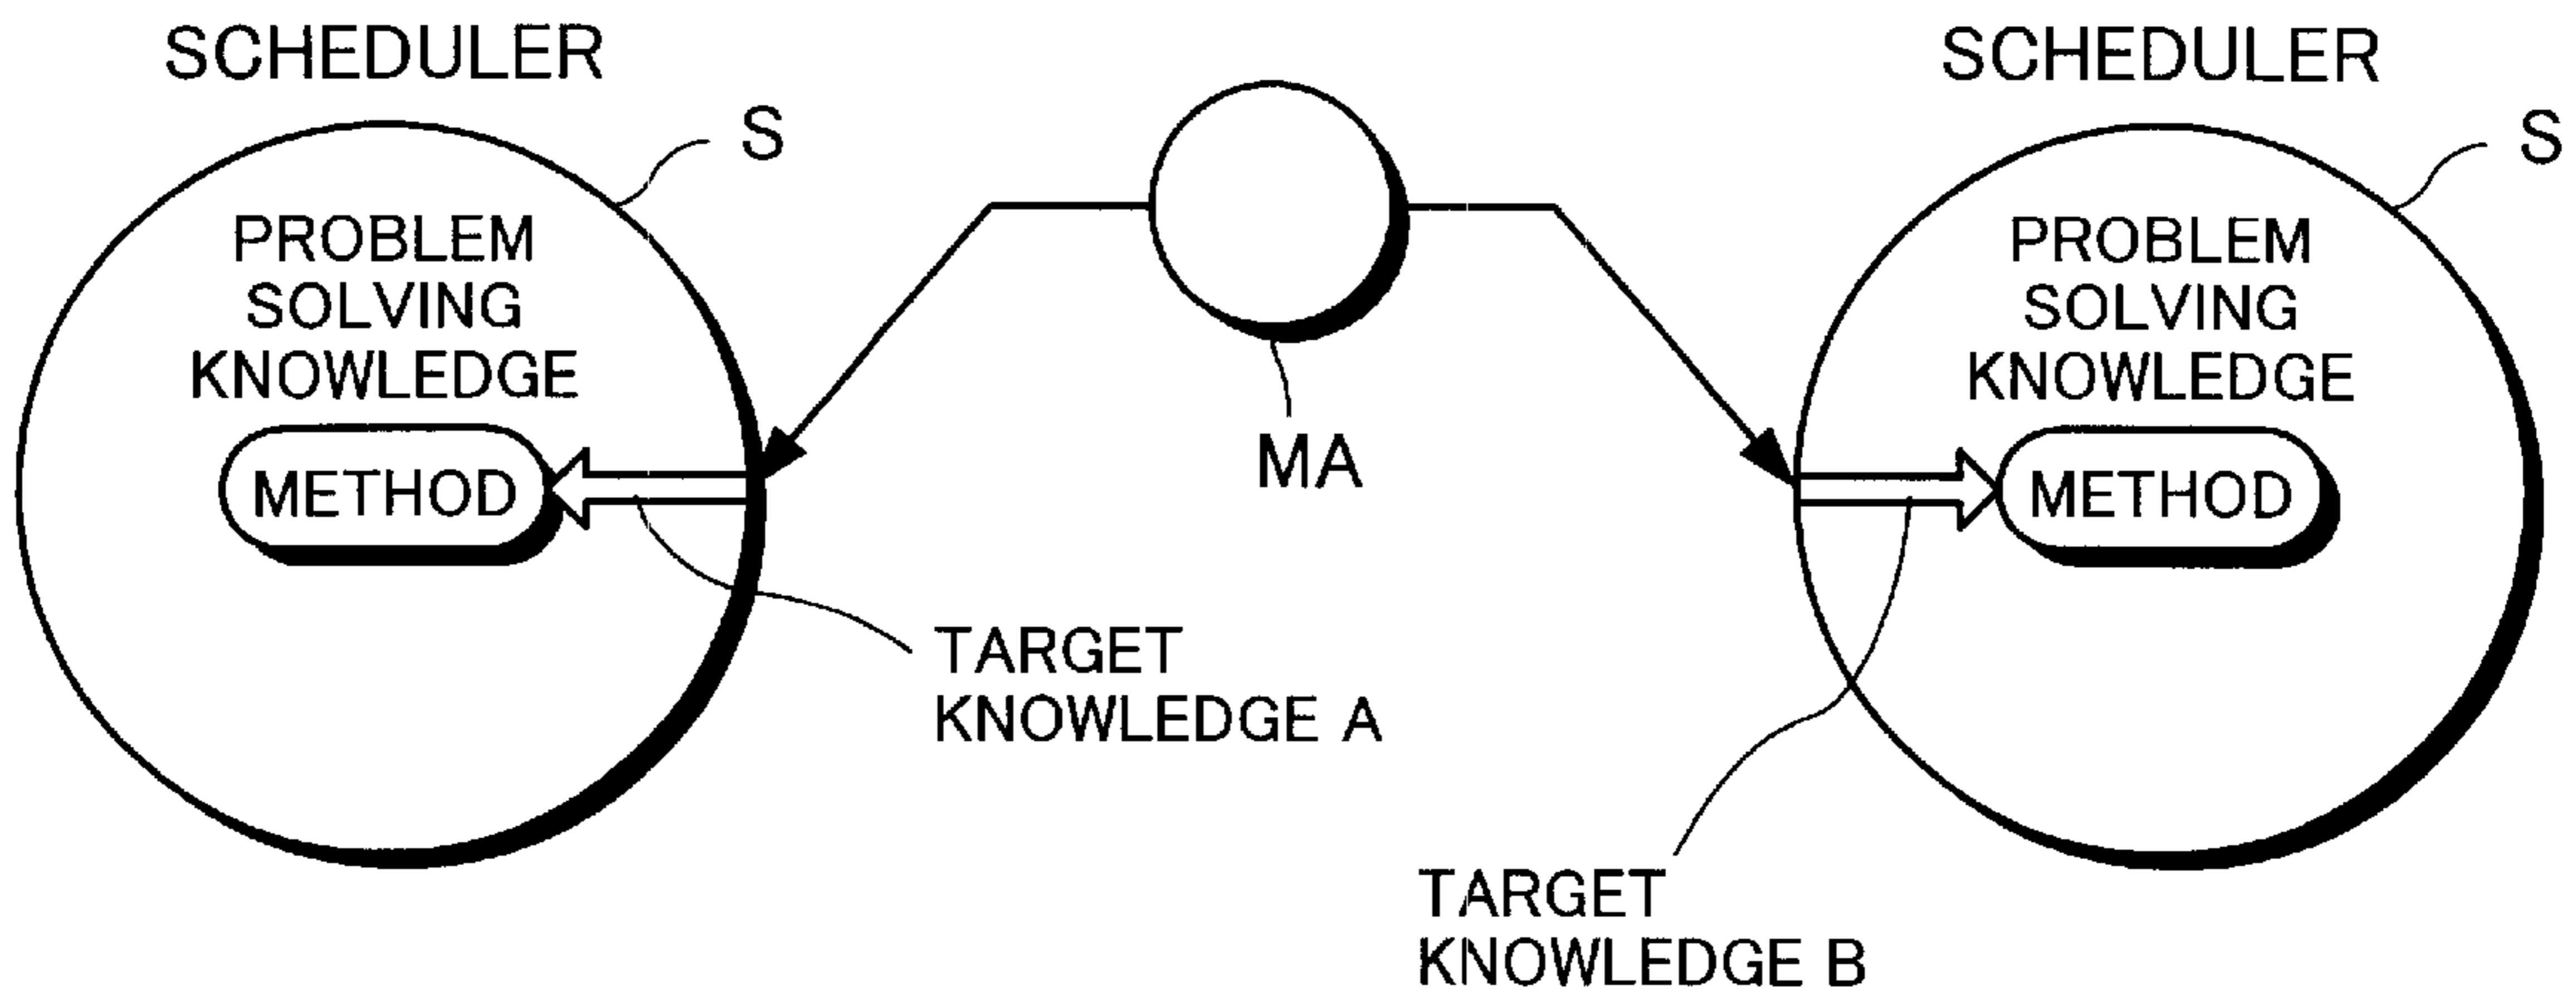 SCHEDULER
S
PROBLEM
SOLVING
KNOWLEDGE
METHOD
MA
TARGET
KNOWLEDGE A
SCHEDULER
S
PROBLEM
SOLVING
KNOWLEDGE
METHOD
TARGET
KNOWLEDGE B